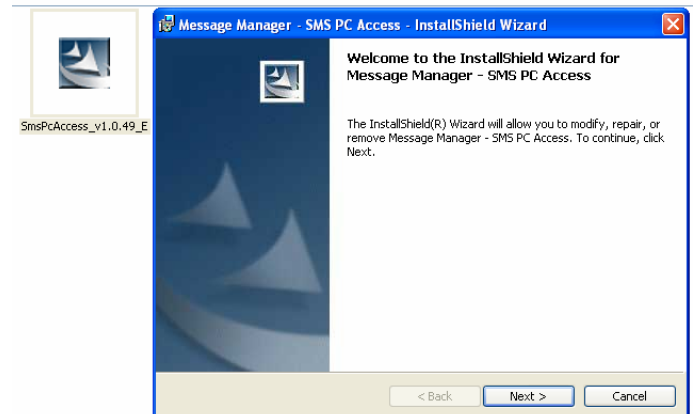 Message Manager - SMS PC Access - InstallShield Wizard
SmsPcAccess_v1.0.49_E
Welcome to the InstallShield Wizard for
Message Manager - SMS PC Access
The InstallShield(R) Wizard will allow you to modify, repair, or
remove Message Manager - SMS PC Access. To continue, click
Next.
< Back
Next >
Cancel